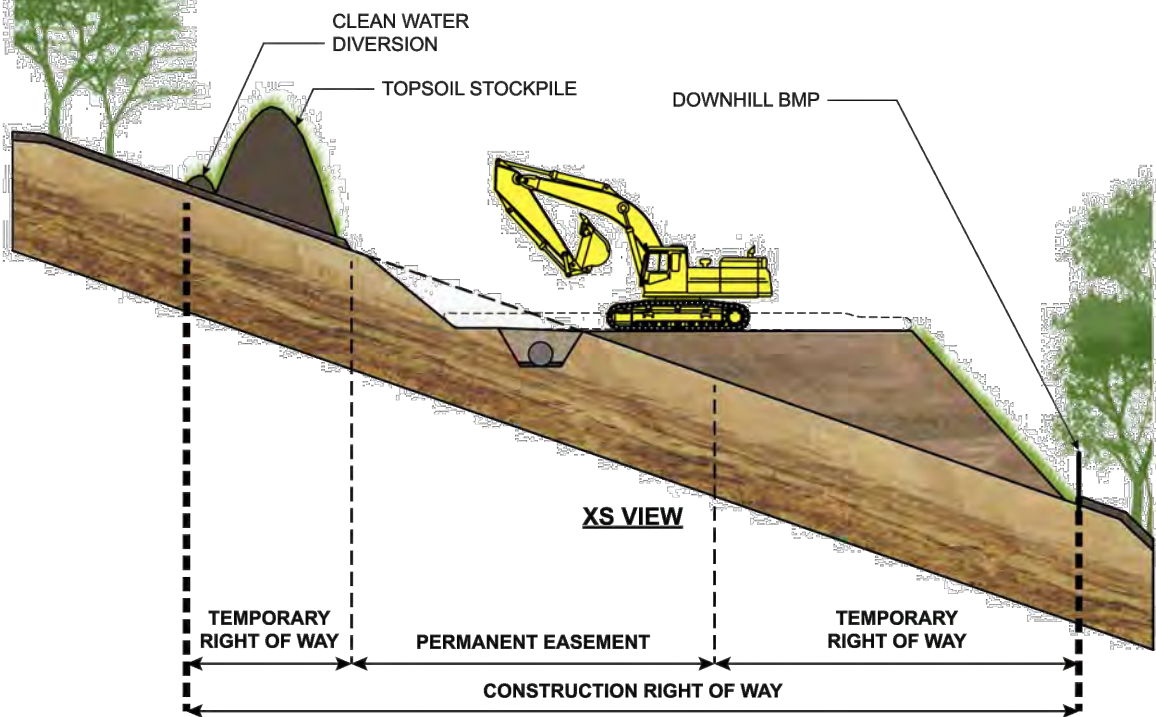 CLEAN WATER
DIVERSION
TOPSOIL STOCKPILE
DOWNHILL BMP
XS VIEW
TEMPORARY
RIGHT OF WAY
PERMANENT EASEMENT
TEMPORARY
RIGHT OF WAY
CONSTRUCTION RIGHT OF WAY